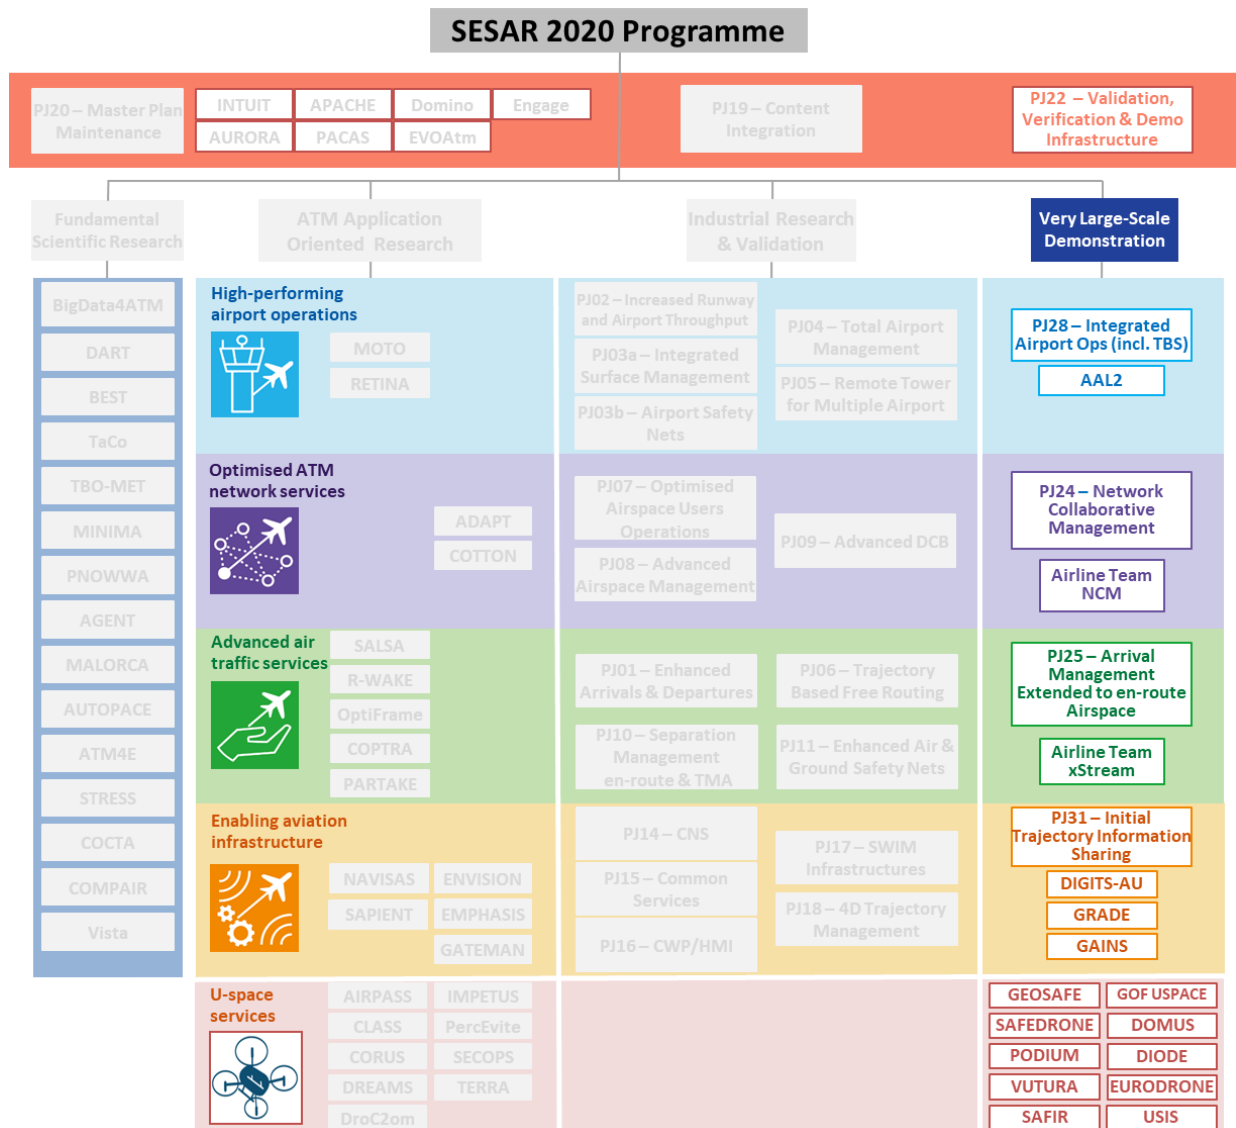 SESAR 2020 Programme
PJ20 – Master Plan
Maintenance
INTUIT
APACHE
Domino
Engage
AURORA
PACAS
EVOAtm
PJ19 – Content
Integration
PJ22 – Validation,
Verification & Demo
Infrastructure
Fundamental
Scientific Research
ATM Application
Oriented Research
Industrial Research
& Validation
Very Large-Scale
Demonstration
BigData4ATM
DART
BEST
TaCo
TBO-MET
MINIMA
PNOWWA
AGENT
MALORCA
AUTOPACE
ATM4E
STRESS
COCTA
COMPAIR
Vista
High-performing
airport operations
MOTO
RETINA
PJ02 – Increased Runway
and Airport Throughput
PJ03a – Integrated
Surface Management
PJ03b – Airport Safety
Nets
PJ04 – Total Airport
Management
PJ05 – Remote Tower
for Multiple Airport
PJ28 – Integrated
Airport Ops (incl. TBS)
AAL2
Optimised ATM
network services
ADAPT
COTTON
PJ07 – Optimised
Airspace Users
Operations
PJ08 – Advanced
Airspace Management
PJ09 – Advanced DCB
PJ24 – Network
Collaborative
Management
Airline Team
NCM
Advanced air
traffic services
SALSA
R-WAKE
OptiFrame
COPTRA
PARTAKE
PJ01 – Enhanced
Arrivals & Departures
PJ10 – Separation
Management
en-route & TMA
PJ06 – Trajectory
Based Free Routing
PJ11 – Enhanced Air &
Ground Safety Nets
PJ25 – Arrival
Management
Extended to en-route
Airspace
Airline Team
xStream
Enabling aviation
infrastructure
NAVISAS
ENVISION
SAPIENT
EMPHASIS
GATEMAN
PJ14 – CNS
PJ15 – Common
Services
PJ16 – CWP/HMI
PJ17 – SWIM
Infrastructures
PJ18 – 4D Trajectory
Management
PJ31 – Initial
Trajectory Information
Sharing
DIGITS-AU
GRADE
GAINS
U-space
services
AIRPASS
IMPETUS
CLASS
PercEvite
CORUS
SECOPS
DREAMS
TERRA
DroC2om
GEOSAFE
GOF USPACE
SAFEDRONE
DOMUS
PODIUM
DIODE
VUTURA
EURODRONE
SAFIR
USIS